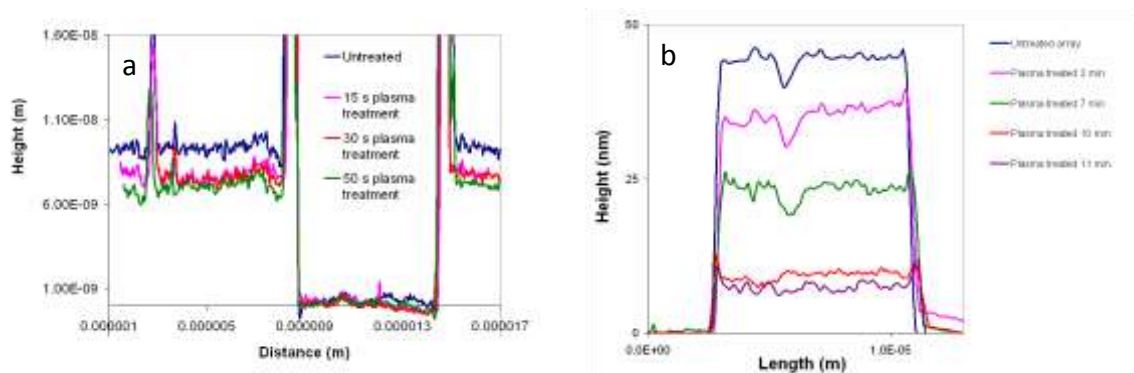 a
1.60E-08
1.10E-08
6.00E-09
1.00E-09
Height (m)
0.000001
0.000005
0.000009
0.000013
0.000017
Distance (m)
Untreated
15 s plasma
treatment
30 s plasma
treatment
50 s plasma
treatment
b
50
25
0
Height (nm)
0.0E+00
1.0E-05
Length (m)
Untreated array
Plasma treated 3 min
Plasma treated 7 min
Plasma treated 10 min
Plasma treated 11 min